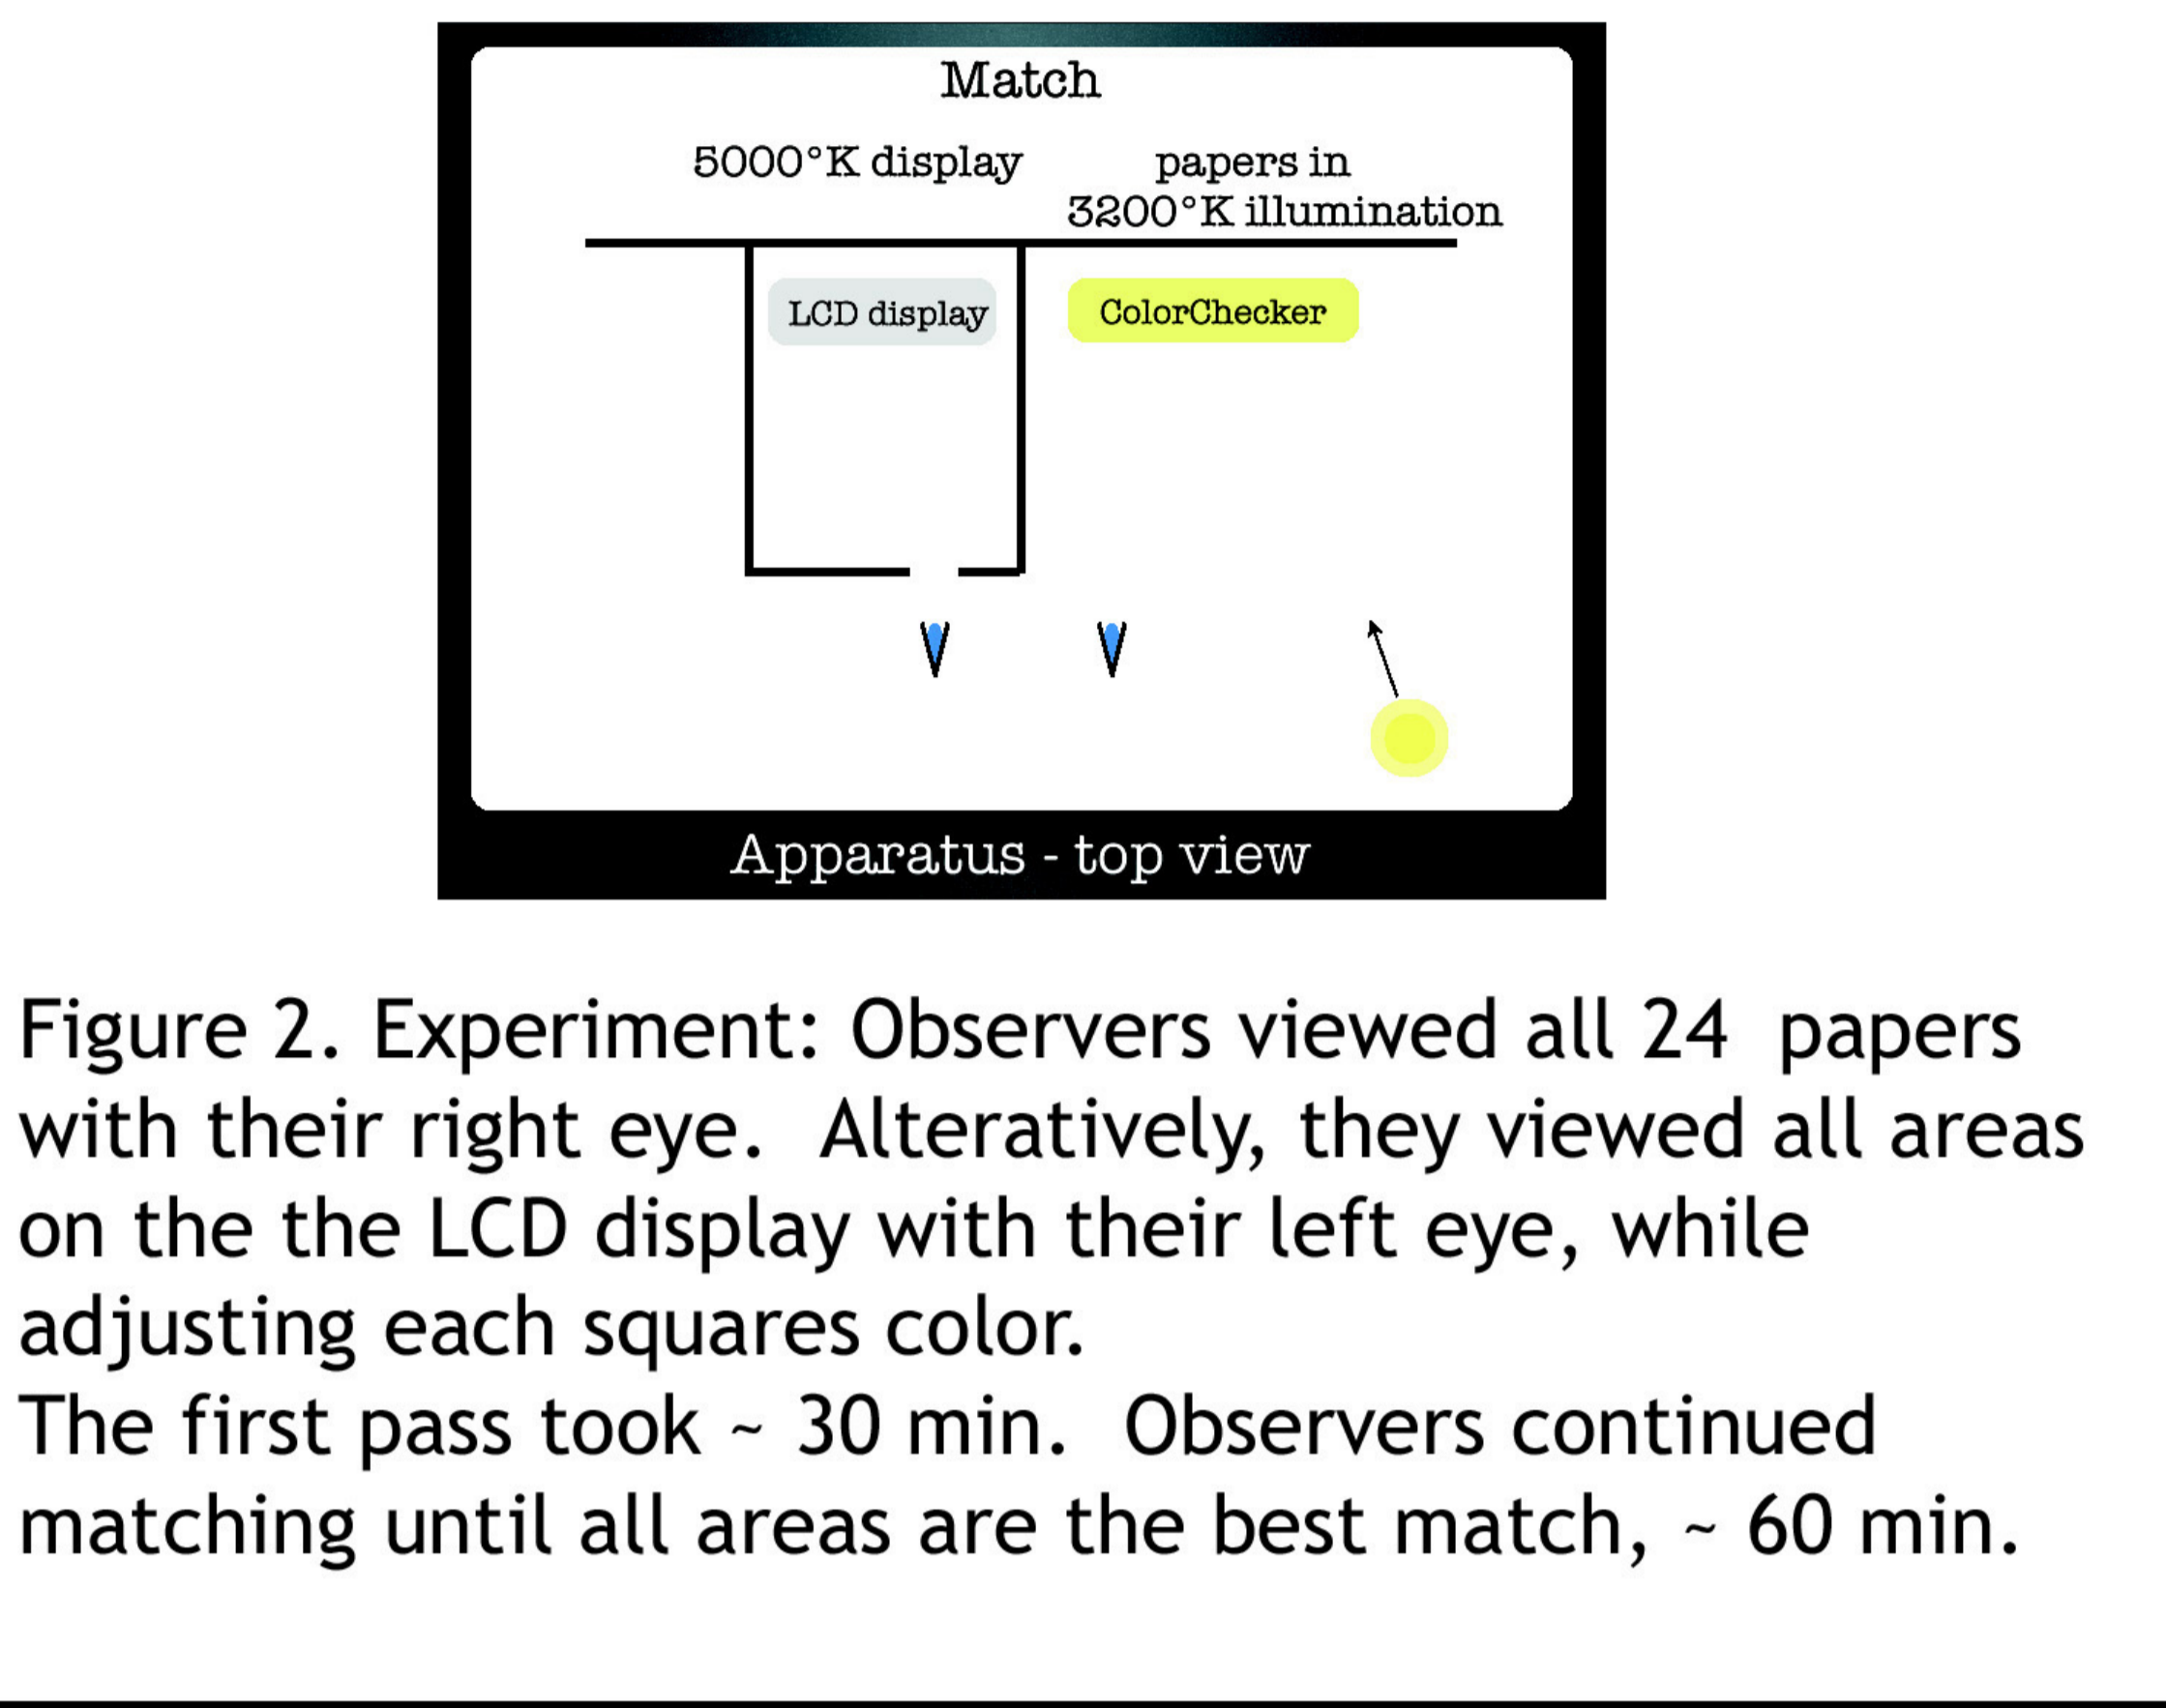 Match
5000°K display
papers in
3200°K illumination
LCD display
ColorChecker
Apparatus - top view
Figure 2. Experiment: Observers viewed all 24 papers
with their right eye. Alteratively, they viewed all areas
on the the LCD display with their left eye, while
adjusting each squares color.
The first pass took ~ 30 min. Observers continued
matching until all areas are the best match, ~ 60 min.